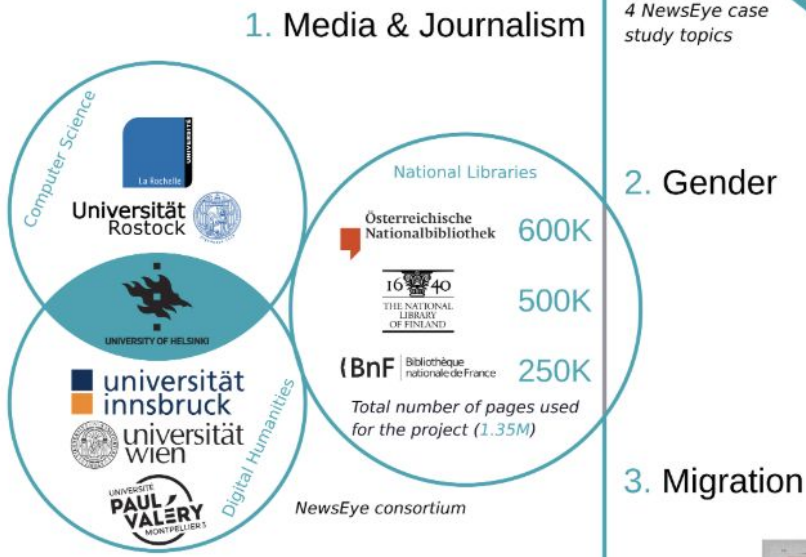 1. Media & Journalism
4 NewsEye case
study topics
Computer Science
UNIVERSITÉ
La Rochelle
Universität
Rostock
UNIVERSITY OF HELSINKI
universität
innsbruck
universität
wien
UNIVERSITÉ
PAUL
VALÉRY
MONTPELLIER 3
Digital Humanities
National Libraries
Österreichische
Nationalbibliothek 600K
16 40
THE NATIONAL
LIBRARY
OF FINLAND
500K
BnF Bibliothèque
nationale de France
250K
Total number of pages used
for the project (1.35M)
NewsEye consortium
2. Gender
3. Migration